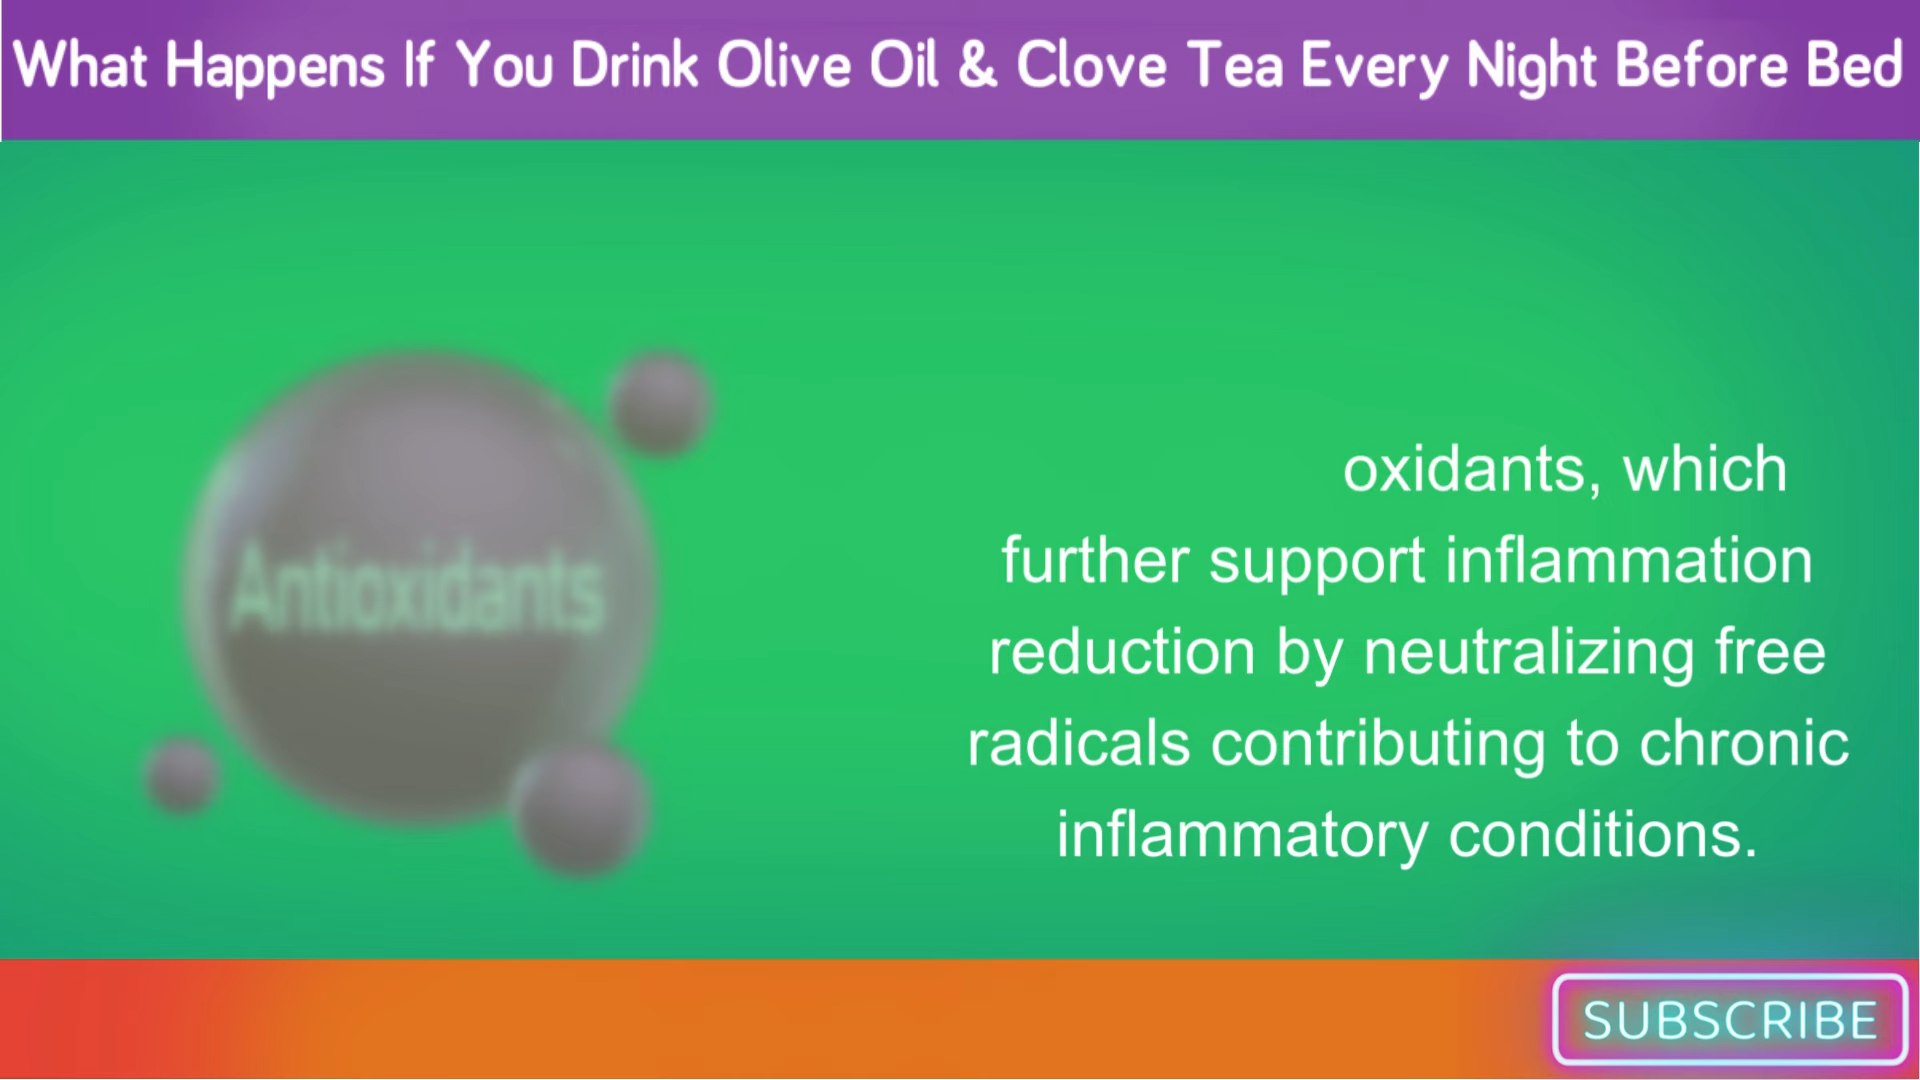 What Happens If You Drink Olive Oil & Clove Tea Every Night Before Bed
Antioxidants
oxidants, which
further support inflammation
reduction by neutralizing free
radicals contributing to chronic
inflammatory conditions.
SUBSCRIBE